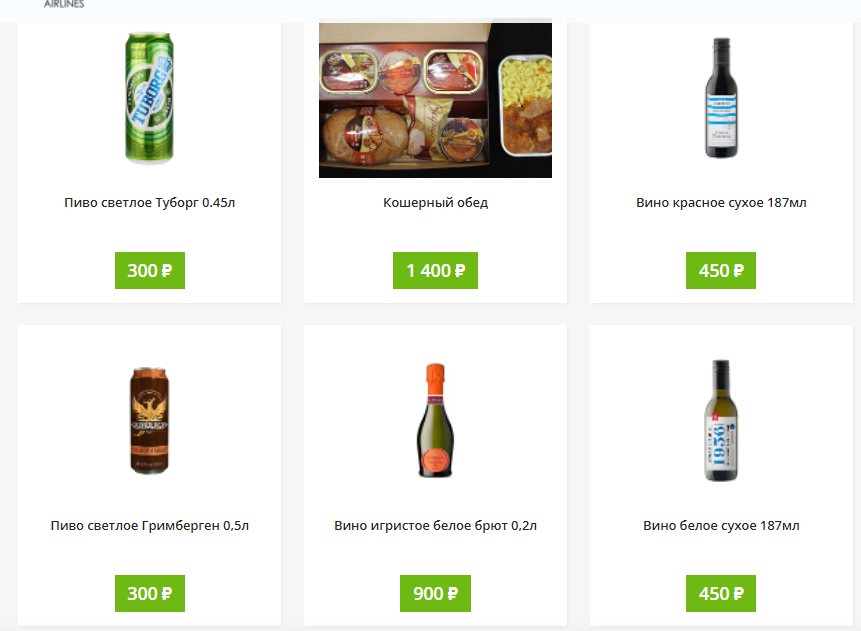 AIRLINES
TUBORG
Пиво светлое Туборг 0.45л
300 ₽
Кошерный обед
1 400 ₽
Вино красное сухое 187мл
450 ₽
1936
Пиво светлое Гримберген 0,5л
300 ₽
Вино игристое белое брют 0,2л
900 ₽
Вино белое сухое 187мл
450 ₽